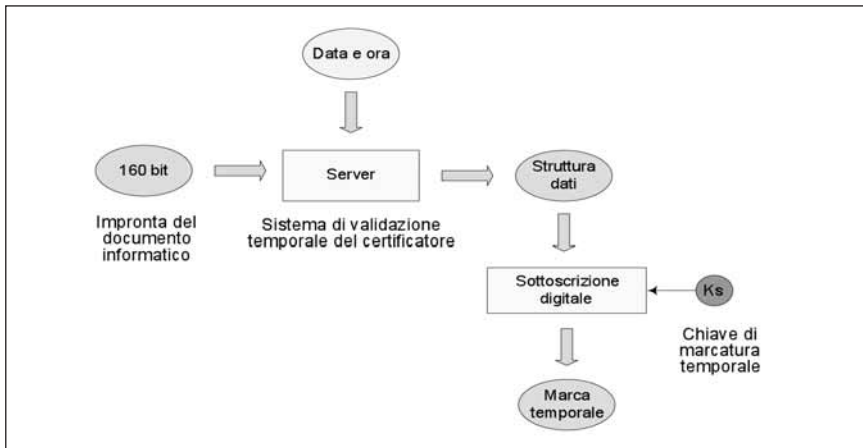 Data e ora
160 bit
Server
Struttura
dati
Impronta del
documento
informatico
Sistema di validazione
temporale del certificatore
Sottoscrizione
digitale
Ks
Chiave di
marcatura
temporale
Marca
temporale